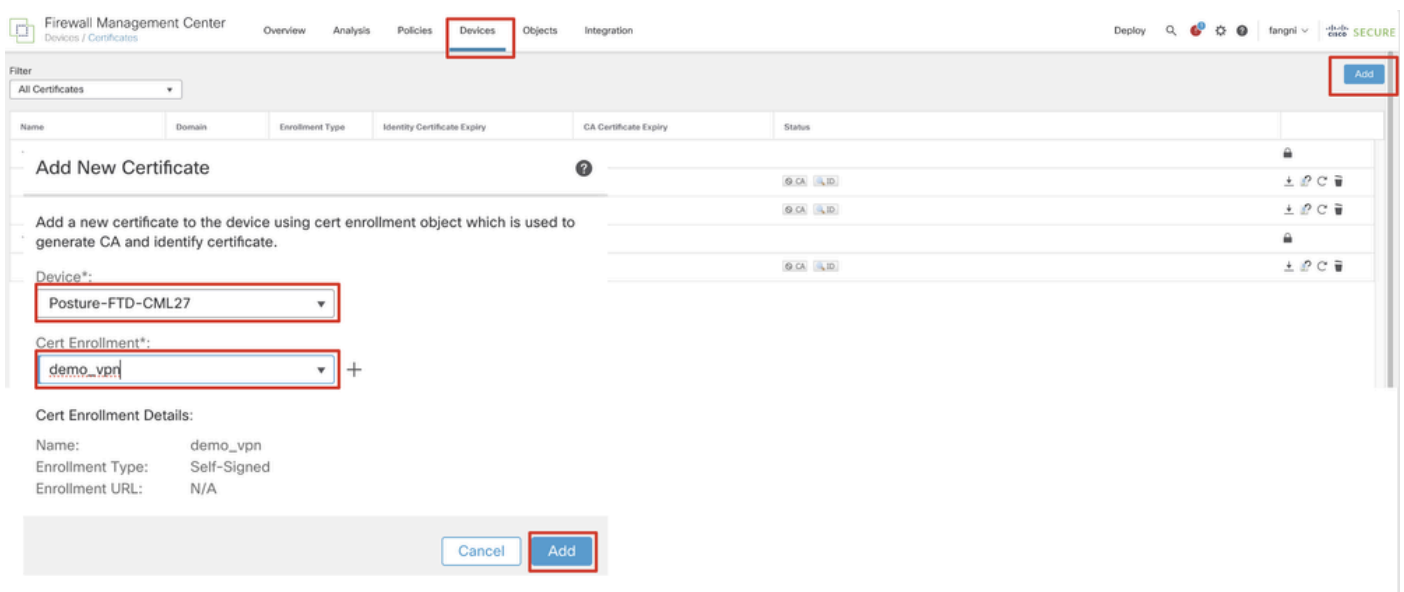 Firewall Management Center
Devices / Certificates
Overview Analysis Policies Devices Objects Integration Deploy fangni cisco SECURE
Filter
All Certificates
Add
Name Domain Enrollment Type Identity Certificate Expiry CA Certificate Expiry Status
Add New Certificate
CA ID
Add a new certificate to the device using cert enrollment object which is used to
CA ID
generate CA and identify certificate.
Device*:
CA ID
Posture-FTD-CML27
Cert Enrollment*:
demo_vpn
Cert Enrollment Details:
Name: demo_vpn
Enrollment Type: Self-Signed
Enrollment URL: N/A
Cancel Add